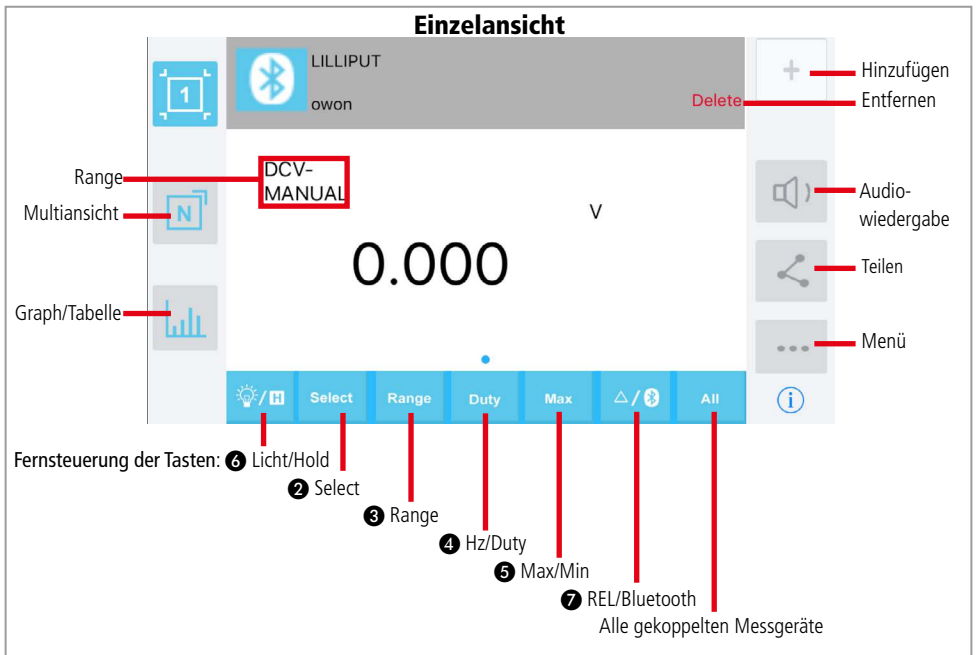 Einzelansicht
1
LILLIPUT
owon
Delete
+
Hinzufügen
Entfernen
Range
DCV-
MANUAL
V
Multiansicht
N
Audio-
wiedergabe
0.000
Teilen
Graph/Tabelle
Menü
/H
Select
Range
Duty
Max
△/
All
i
Fernsteuerung der Tasten: ❻ Licht/Hold
❷ Select
❸ Range
❹ Hz/Duty
❺ Max/Min
❼ REL/Bluetooth
Alle gekoppelten Messgeräte